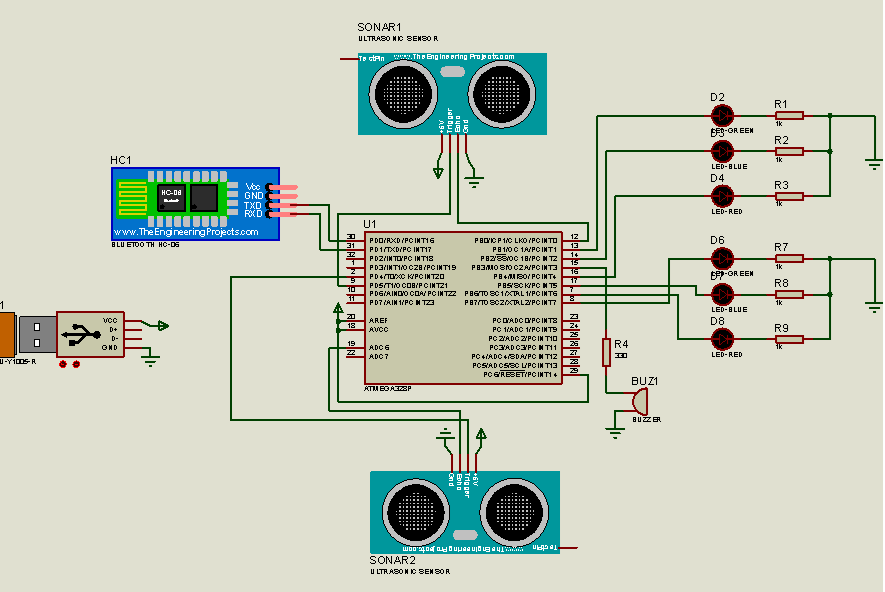 SONAR1
ULTRASONIC SENSOR
TestPin
www.TheEngineeringProjects.com
+5V
Trigger
Echo
Gnd
HC1
HC-06
Bluetooth
Vcc
GND
TXD
RXD
www.TheEngineeringProjects.com
BLUETOOTH HC-06
U1
30 PD0/RXD/PCINT16
31 PD1/TXD/PCINT17
32 PD2/INT0/PCINT18
1 PD3/INT1/OC2B/PCINT19
2 PD4/T0/XCK/PCINT20
9 PD5/T1/OC0B/PCINT21
10 PD6/AIN0/OC0A/PCINT22
11 PD7/AIN1/PCINT23
20 AREF
18 AVCC
19 ADC6
22 ADC7
PB0/ICP1/CLKO/PCINT0 12
PB1/OC1A/PCINT1 13
PB2/SS/OC1B/PCINT2 14
PB3/MOSI/OC2A/PCINT3 15
PB4/MISO/PCINT4 16
PB5/SCK/PCINT5 17
PB6/TOSC1/XTAL1/PCINT6 7
PB7/TOSC2/XTAL2/PCINT7 8
PC0/ADC0/PCINT8 23
PC1/ADC1/PCINT9 24
PC2/ADC2/PCINT10 25
PC3/ADC3/PCINT11 26
PC4/ADC4/SDA/PCINT12 27
PC5/ADC5/SCL/PCINT13 28
PC6/RESET/PCINT14 29
ATMEGA328P
D2
LED-GREEN
R1
1k
D3
LED-BLUE
R2
1k
D4
LED-RED
R3
1k
D6
LED-GREEN
R7
1k
D7
LED-BLUE
R8
1k
D8
LED-RED
R9
1k
R4
330
BUZ1
BUZZER
1
VCC
D+
D-
GND
U-Y1005-R
Gnd
Echo
Trigger
+5V
www.TheEngineeringProjects.com
TestPin
SONAR2
ULTRASONIC SENSOR